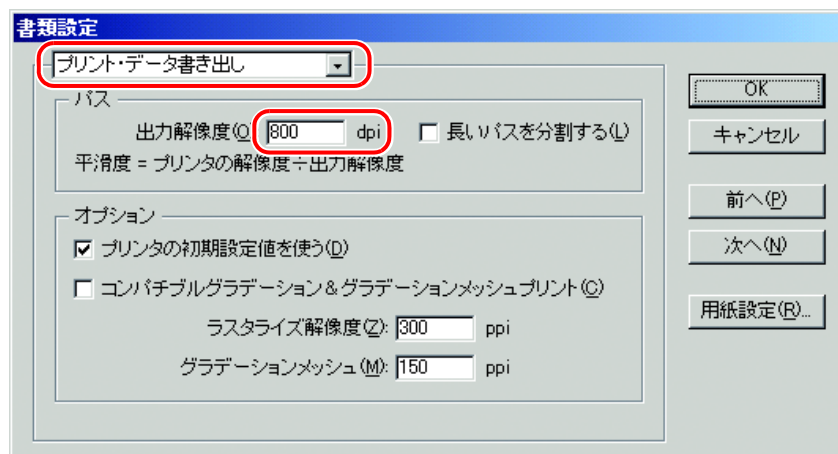 書類設定
プリント・データ書き出し
パス
出力解像度(O) 800 dpi 長いパスを分割する(L)
平滑度 = プリンタの解像度÷出力解像度
オプション
プリンタの初期設定値を使う(D)
コンパチブルグラデーション＆グラデーションメッシュプリント(C)
ラスタライズ解像度(Z): 300 ppi
グラデーションメッシュ(M): 150 ppi
OK
キャンセル
前へ(P)
次へ(N)
用紙設定(R)...